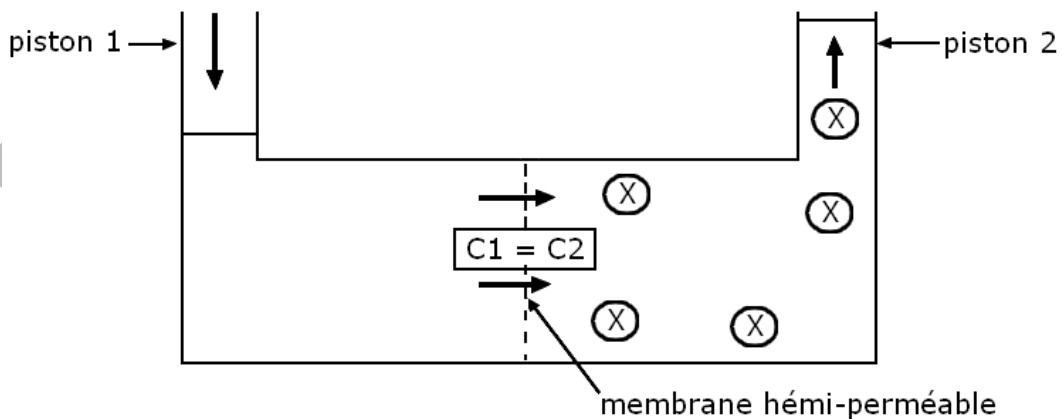 piston 1
piston 2
X
X
X
C1 = C2
X
X
membrane hémi-perméable